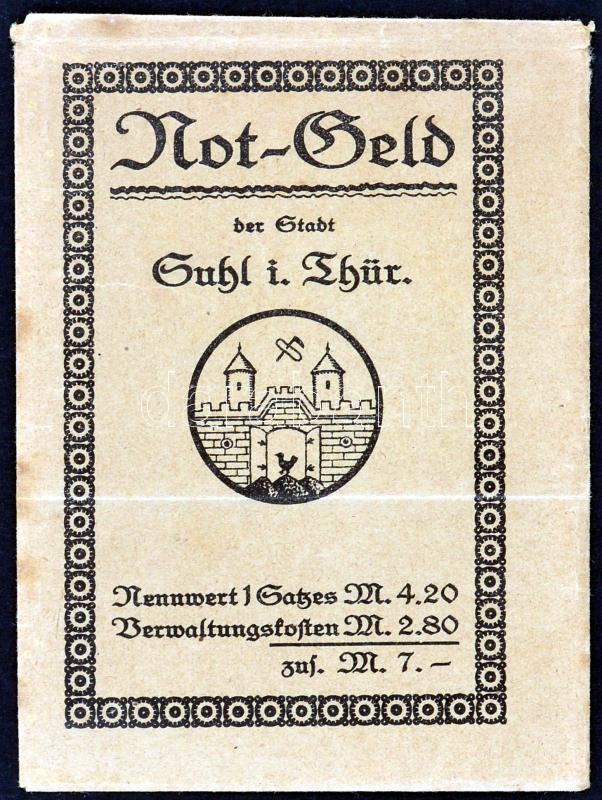 Not-Geld
der Stadt
Suhl i. Thür.
Nennwert 1 Satzes M. 4.20
Verwaltungskosten M. 2.80
zus. M. 7.-